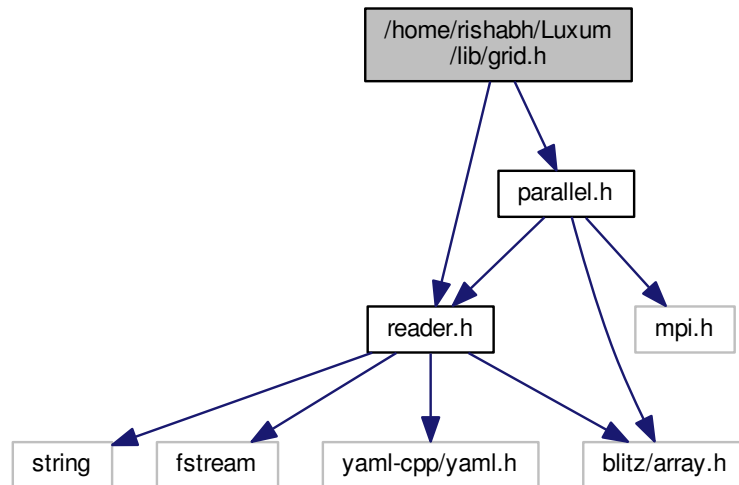 /home/rishabh/Luxum
/lib/grid.h
parallel.h
reader.h
mpi.h
string
fstream
yaml-cpp/yaml.h
blitz/array.h